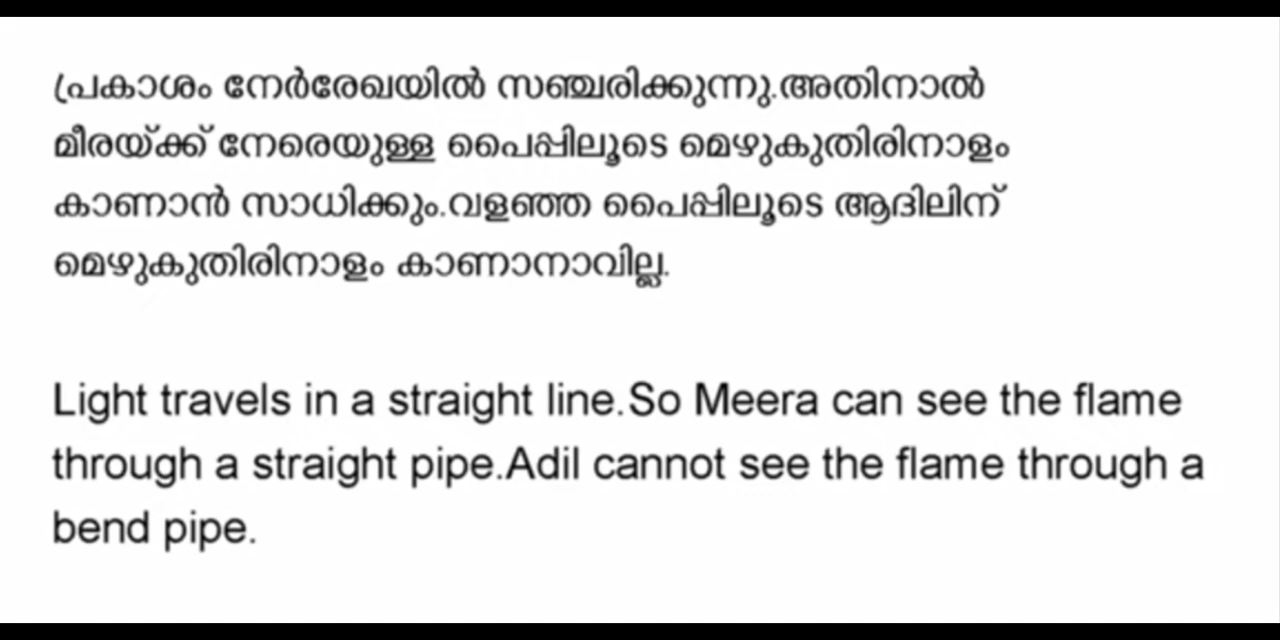 പ്രകാശം നേർരേഖയിൽ സഞ്ചരിക്കുന്നു.അതിനാൽ
മീരയ്ക്ക് നേരെയുള്ള പൈപ്പിലൂടെ മെഴുകുതിരിനാളം
കാണാൻ സാധിക്കും.വളഞ്ഞ പൈപ്പിലൂടെ ആദിലിന്
മെഴുകുതിരിനാളം കാണാനാവില്ല.
Light travels in a straight line.So Meera can see the flame
through a straight pipe.Adil cannot see the flame through a
bend pipe.